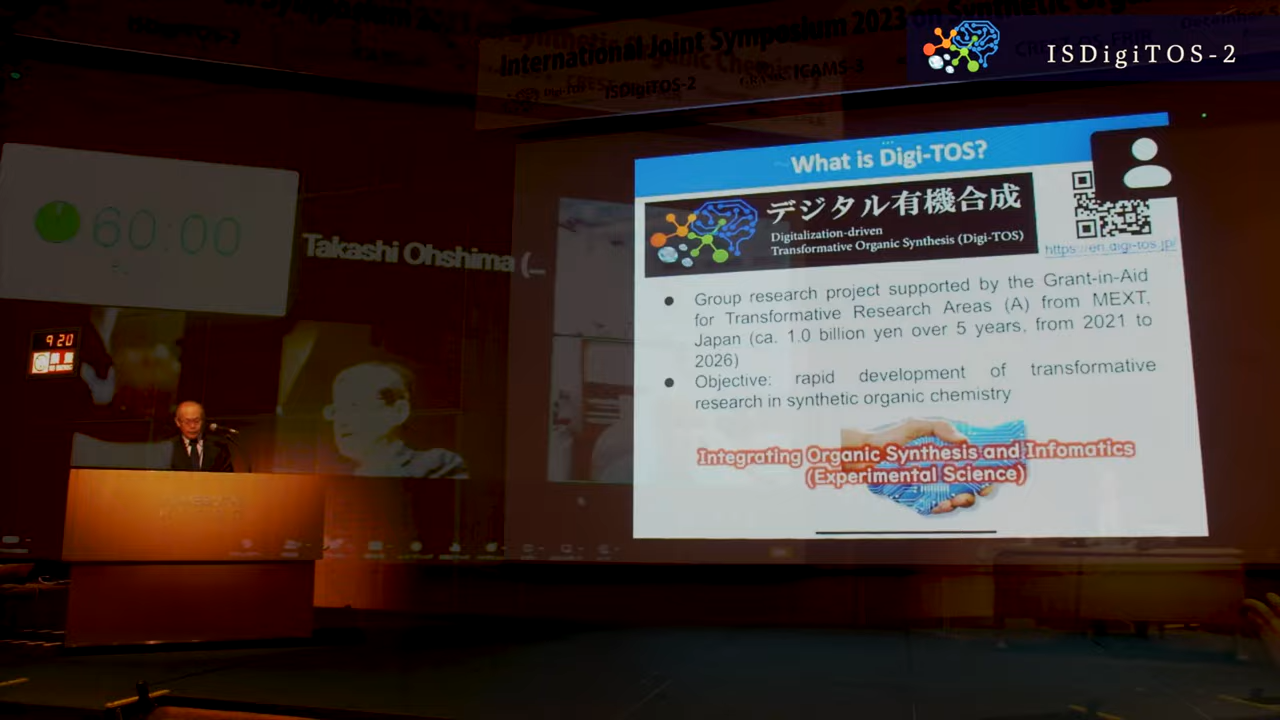 International Joint Symposium 2023 on Synthetic Organic Chemistry
ISDigiTOS-2
ICAMS-3
ISDigiTOS-2
60:00
Takashi Ohshima (...
9 20
What is Digi-TOS?
デジタル有機合成
Digitalization-driven
Transformative Organic Synthesis (Digi-TOS)
https://en.digi-tos.jp/
● Group research project supported by the Grant-in-Aid
for Transformative Research Areas (A) from MEXT,
Japan (ca. 1.0 billion yen over 5 years, from 2021 to
2026)
● Objective: rapid development of transformative
research in synthetic organic chemistry
Integrating Organic Synthesis and Infomatics
(Experimental Science)